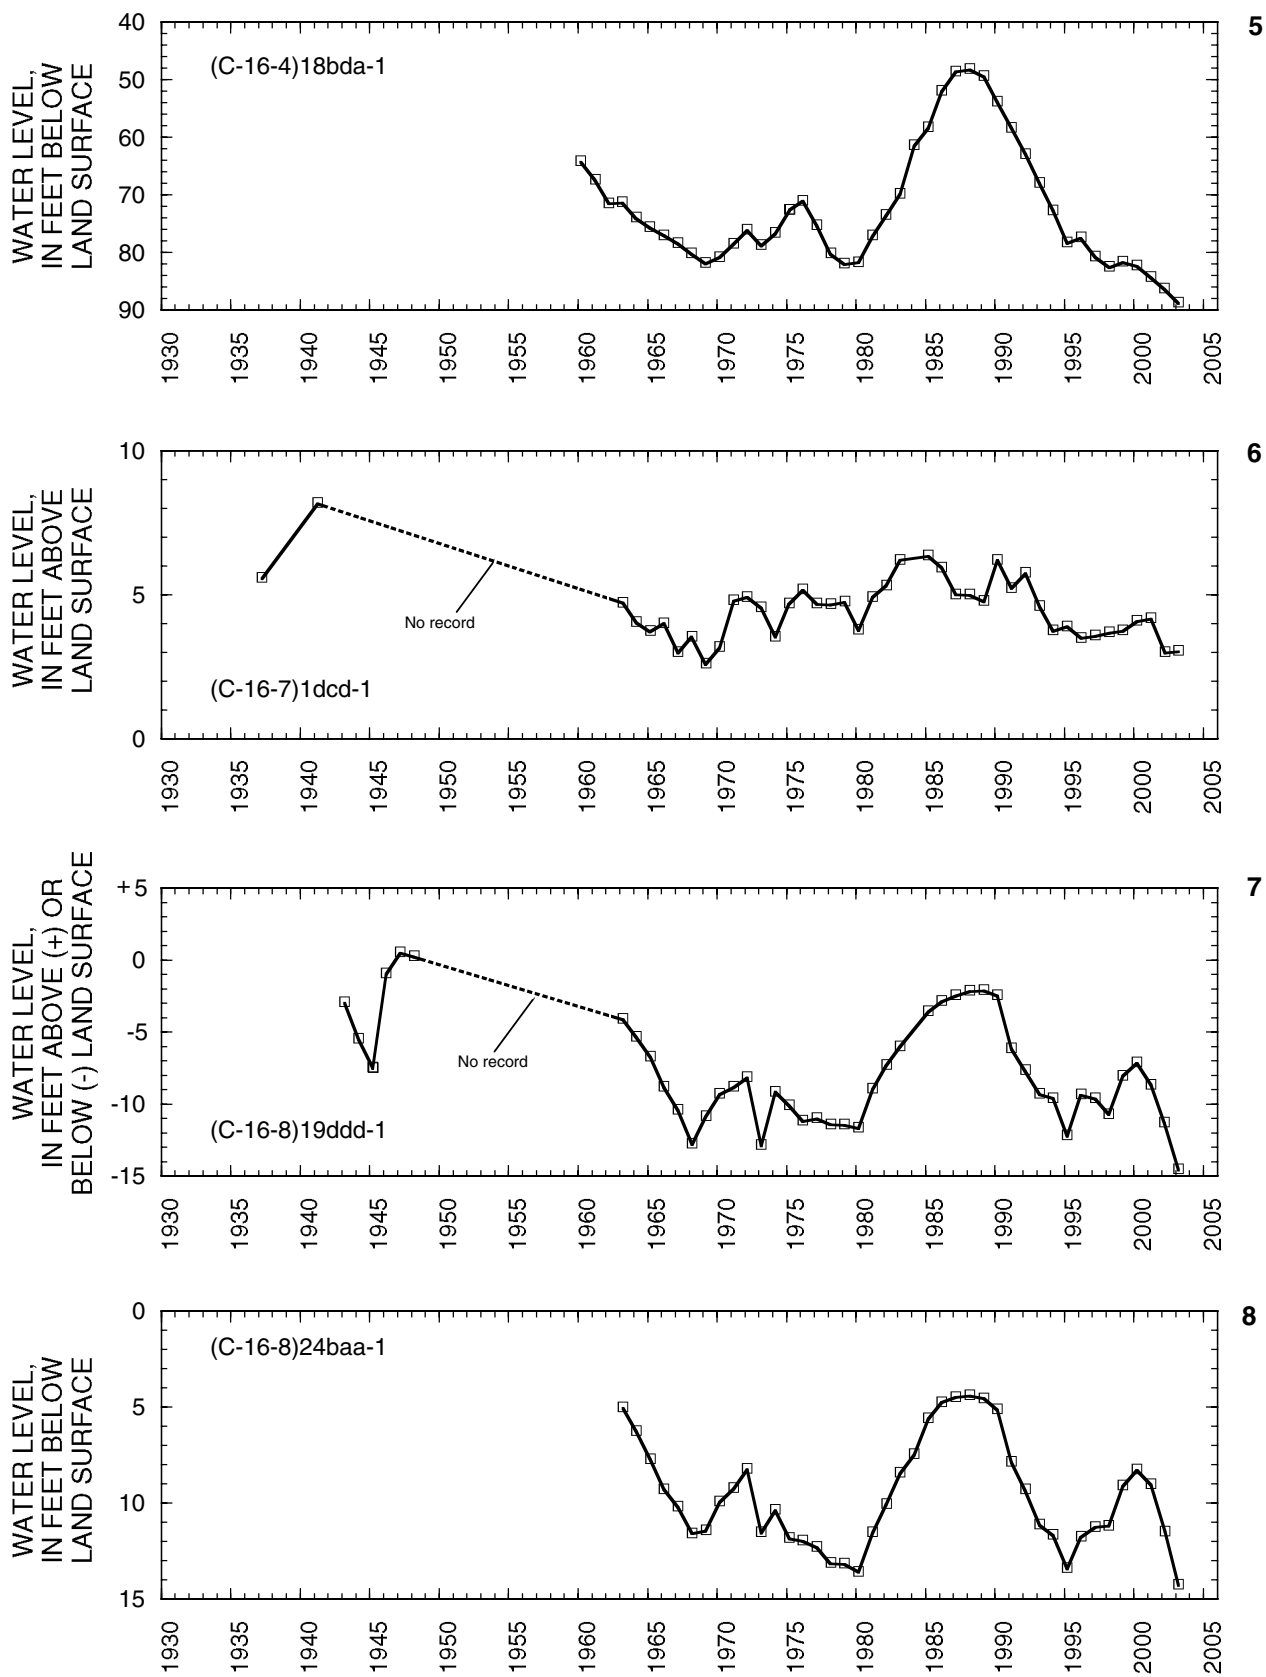 5
(C-16-4)18bda-1
WATER LEVEL,
IN FEET BELOW
LAND SURFACE
40
50
60
70
80
90
1930 1935 1940 1945 1950 1955 1960 1965 1970 1975 1980 1985 1990 1995 2000 2005
6
WATER LEVEL,
IN FEET ABOVE
LAND SURFACE
10
5
0
No record
(C-16-7)1dcd-1
1930 1935 1940 1945 1950 1955 1960 1965 1970 1975 1980 1985 1990 1995 2000 2005
7
WATER LEVEL,
IN FEET ABOVE (+) OR
BELOW (-) LAND SURFACE
+5
0
-5
-10
-15
No record
(C-16-8)19ddd-1
1930 1935 1940 1945 1950 1955 1960 1965 1970 1975 1980 1985 1990 1995 2000 2005
8
(C-16-8)24baa-1
WATER LEVEL,
IN FEET BELOW
LAND SURFACE
0
5
10
15
1930 1935 1940 1945 1950 1955 1960 1965 1970 1975 1980 1985 1990 1995 2000 2005